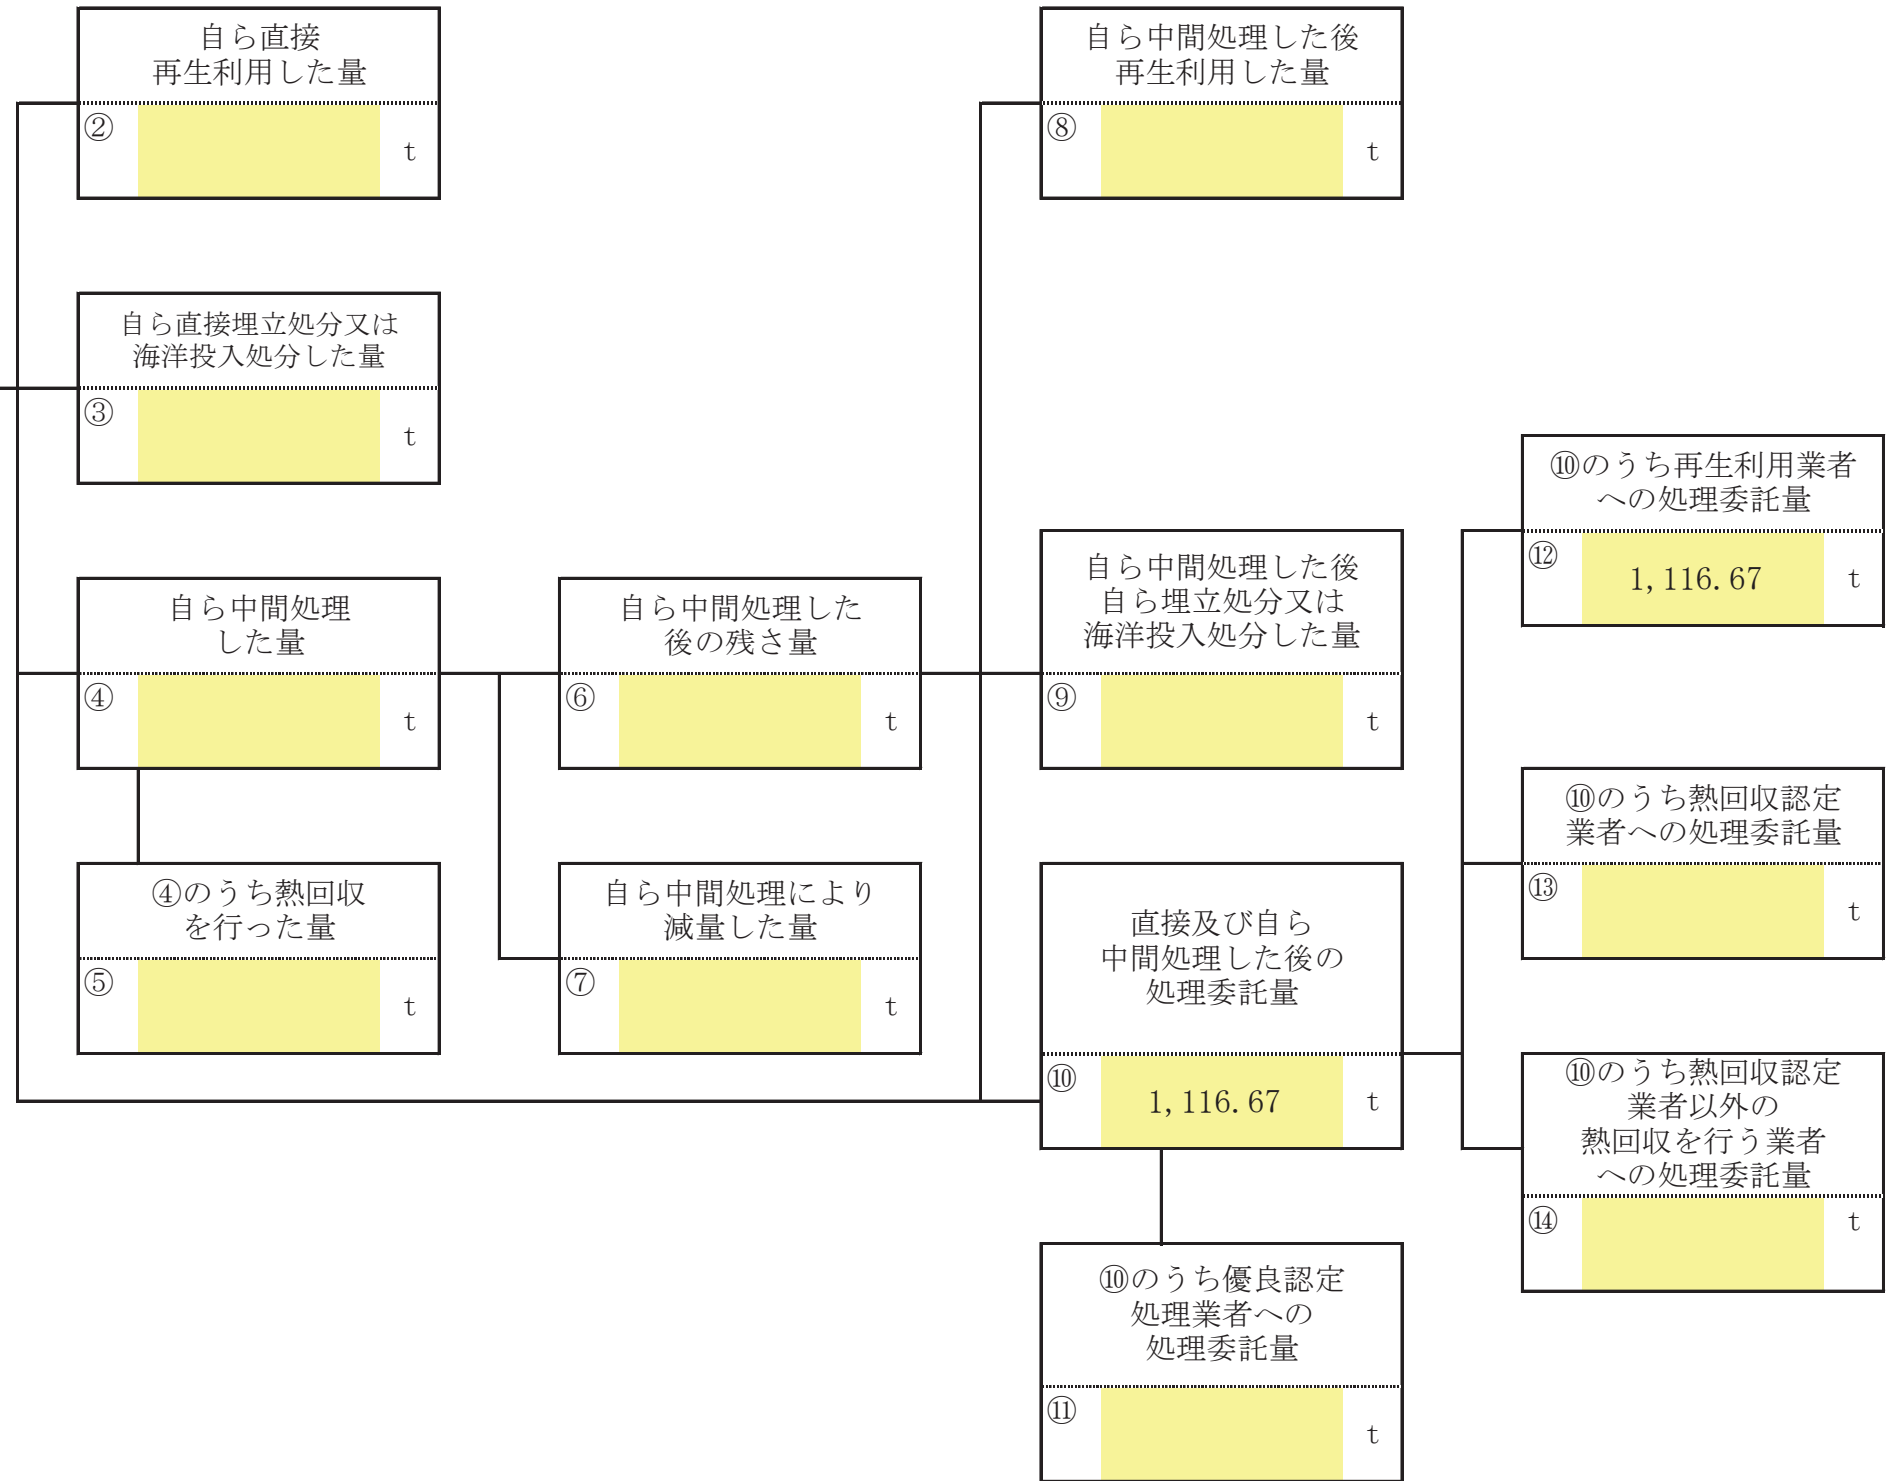 自ら直接
再生利用した量
②
t
自ら中間処理した後
再生利用した量
⑧
t
自ら直接埋立処分又は
海洋投入処分した量
③
t
⑩のうち再生利用業者
への処理委託量
⑫
1,116.67
t
自ら中間処理
した量
④
t
自ら中間処理した
後の残さ量
⑥
t
自ら中間処理した後
自ら埋立処分又は
海洋投入処分した量
⑨
t
⑩のうち熱回収認定
業者への処理委託量
⑬
t
④のうち熱回収
を行った量
⑤
t
自ら中間処理により
減量した量
⑦
t
直接及び自ら
中間処理した後の
処理委託量
⑩
1,116.67
t
⑩のうち熱回収認定
業者以外の
熱回収を行う業者
への処理委託量
⑭
t
⑩のうち優良認定
処理業者への
処理委託量
⑪
t